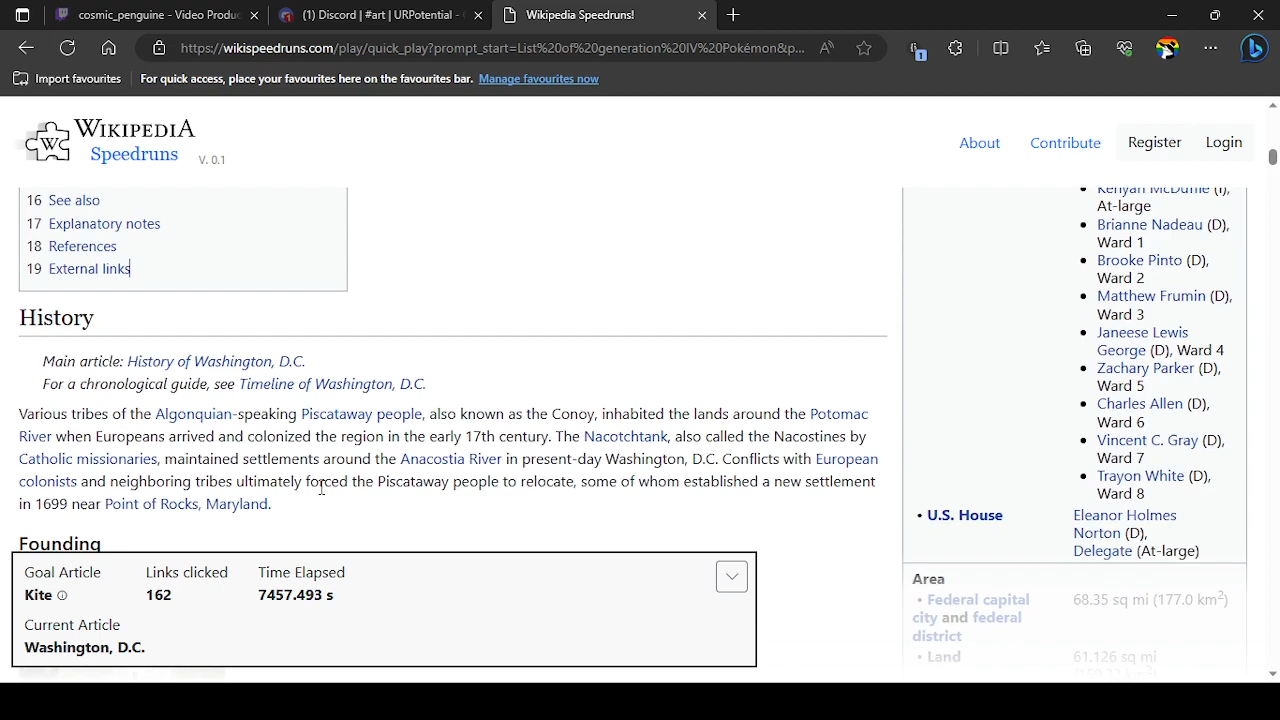 cosmic_penguine - Video Produc
(1) Discord | #art | URPotential -
Wikipedia Speedruns!
https://wikispeedruns.com/play/quick_play?prompt_start=List%20of%20generation%20IV%20Pokémon&p...
1
Import favourites
For quick access, place your favourites here on the favourites bar. Manage favourites now
WIKIPEDIA
Speedruns V. 0.1
About Contribute Register Login
16 See also
17 Explanatory notes
18 References
19 External links
History
Main article: History of Washington, D.C.
For a chronological guide, see Timeline of Washington, D.C.
Various tribes of the Algonquian-speaking Piscataway people, also known as the Conoy, inhabited the lands around the Potomac
River when Europeans arrived and colonized the region in the early 17th century. The Nacotchtank, also called the Nacostines by
Catholic missionaries, maintained settlements around the Anacostia River in present-day Washington, D.C. Conflicts with European
colonists and neighboring tribes ultimately forced the Piscataway people to relocate, some of whom established a new settlement
in 1699 near Point of Rocks, Maryland.
Founding
Goal Article Links clicked Time Elapsed
Kite 162 7457.493 s
Current Article
Washington, D.C.
• Kenyan McDuffie (I),
At-large
• Brianne Nadeau (D),
Ward 1
• Brooke Pinto (D),
Ward 2
• Matthew Frumin (D),
Ward 3
• Janeese Lewis
George (D), Ward 4
• Zachary Parker (D),
Ward 5
• Charles Allen (D),
Ward 6
• Vincent C. Gray (D),
Ward 7
• Trayon White (D),
Ward 8
• U.S. House Eleanor Holmes
Norton (D),
Delegate (At-large)
Area
• Federal capital 68.35 sq mi (177.0 km²)
city and federal
district
• Land 61.126 sq mi